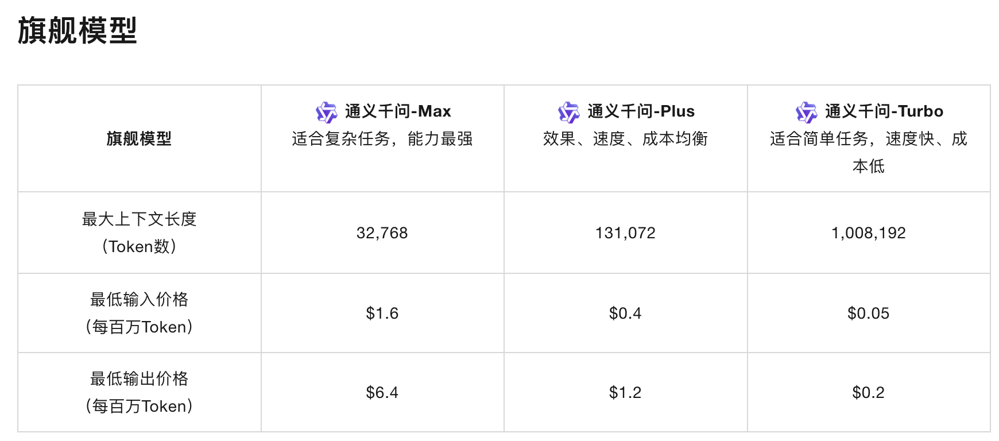 旗舰模型
旗舰模型
通义千问-Max
适合复杂任务，能力最强
通义千问-Plus
效果、速度、成本均衡
通义千问-Turbo
适合简单任务，速度快、成
本低
最大上下文长度
（Token数）
32,768
131,072
1,008,192
最低输入价格
（每百万Token）
$1.6
$0.4
$0.05
最低输出价格
（每百万Token）
$6.4
$1.2
$0.2